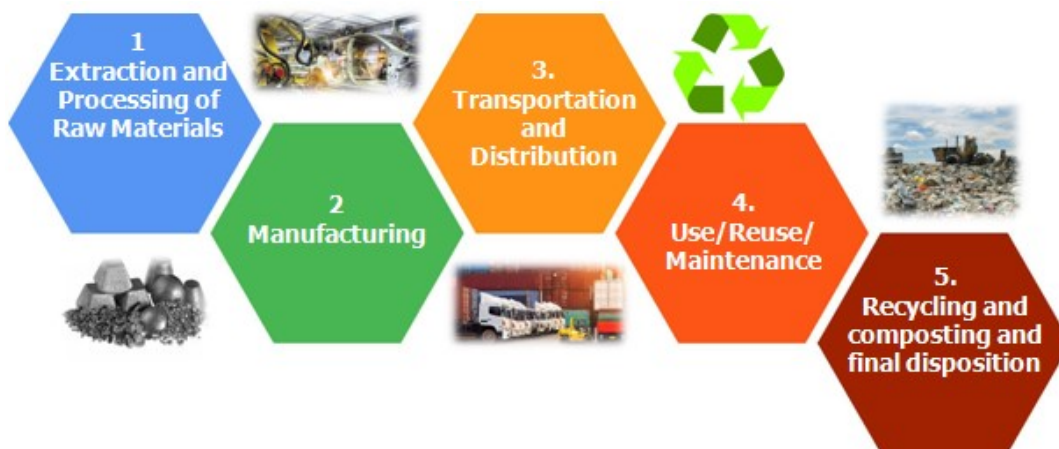 1
Extraction and
Processing of
Raw Materials
2
Manufacturing
3.
Transportation
and
Distribution
4.
Use/Reuse/
Maintenance
5.
Recycling and
composting and
final disposition